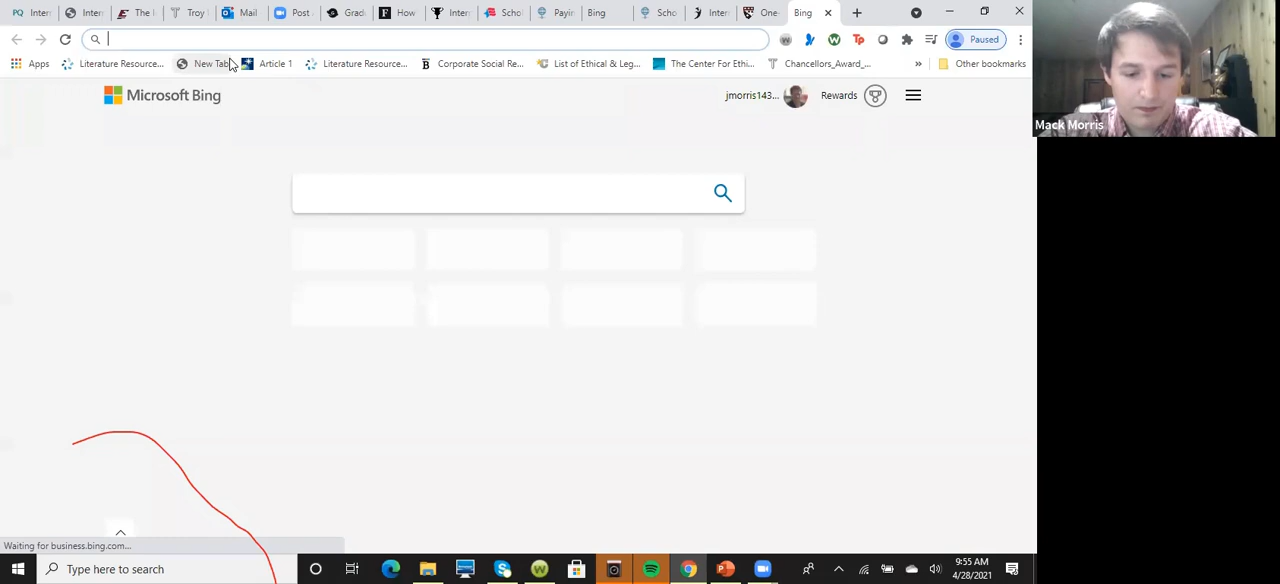 Inter
Inter
The I
Troy
Mail
Post
Grad
How
Inter
Schol
Payin
Bing
Scho
Inter
One-
Bing
Paused
Apps
Literature Resource...
New Tab
Article 1
Literature Resource...
Corporate Social Re...
List of Ethical & Leg...
The Center For Ethi...
Chancellors_Award_...
»
Other bookmarks
Microsoft Bing
jmorris143...
Rewards
Mack Morris
Waiting for business.bing.com...
Type here to search
9:55 AM
4/28/2021